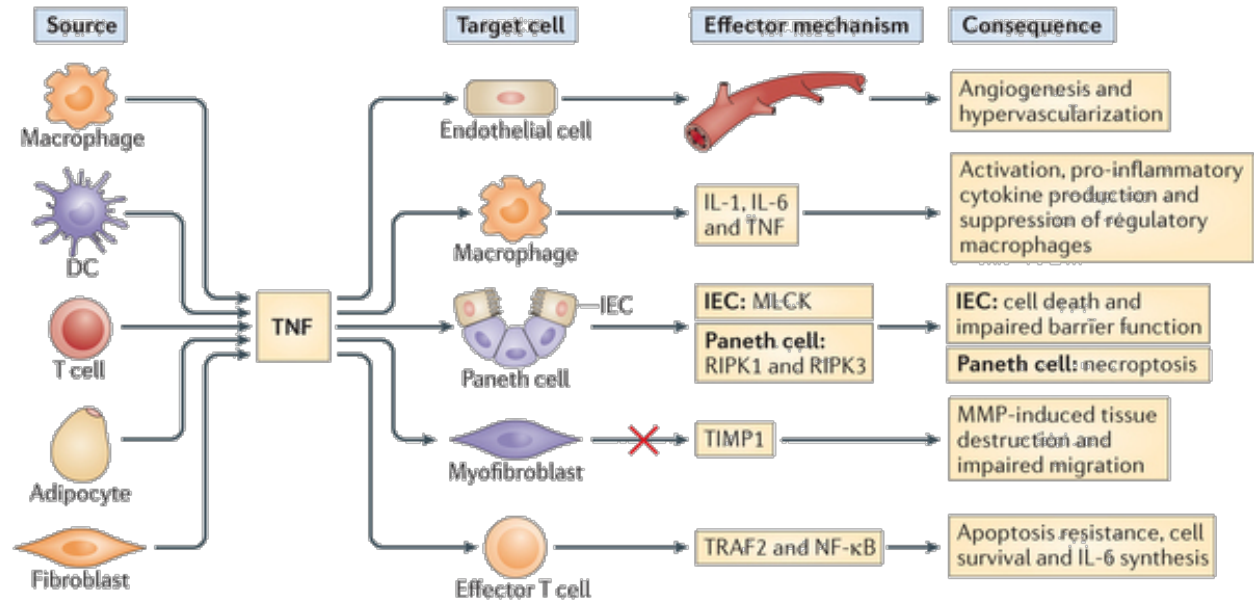 Source
Target cell
Effector mechanism
Consequence
Macrophage
DC
T cell
Adipocyte
Fibroblast
TNF
Endothelial cell
Angiogenesis and
hypervascularization
Macrophage
IL-1, IL-6
and TNF
Activation, pro-inflammatory
cytokine production and
suppression of regulatory
macrophages
IEC
Paneth cell
IEC: MLCK
Paneth cell:
RIPK1 and RIPK3
IEC: cell death and
impaired barrier function
Paneth cell: necroptosis
Myofibroblast
TIMP1
MMP-induced tissue
destruction and
impaired migration
Effector T cell
TRAF2 and NF-κB
Apoptosis resistance, cell
survival and IL-6 synthesis